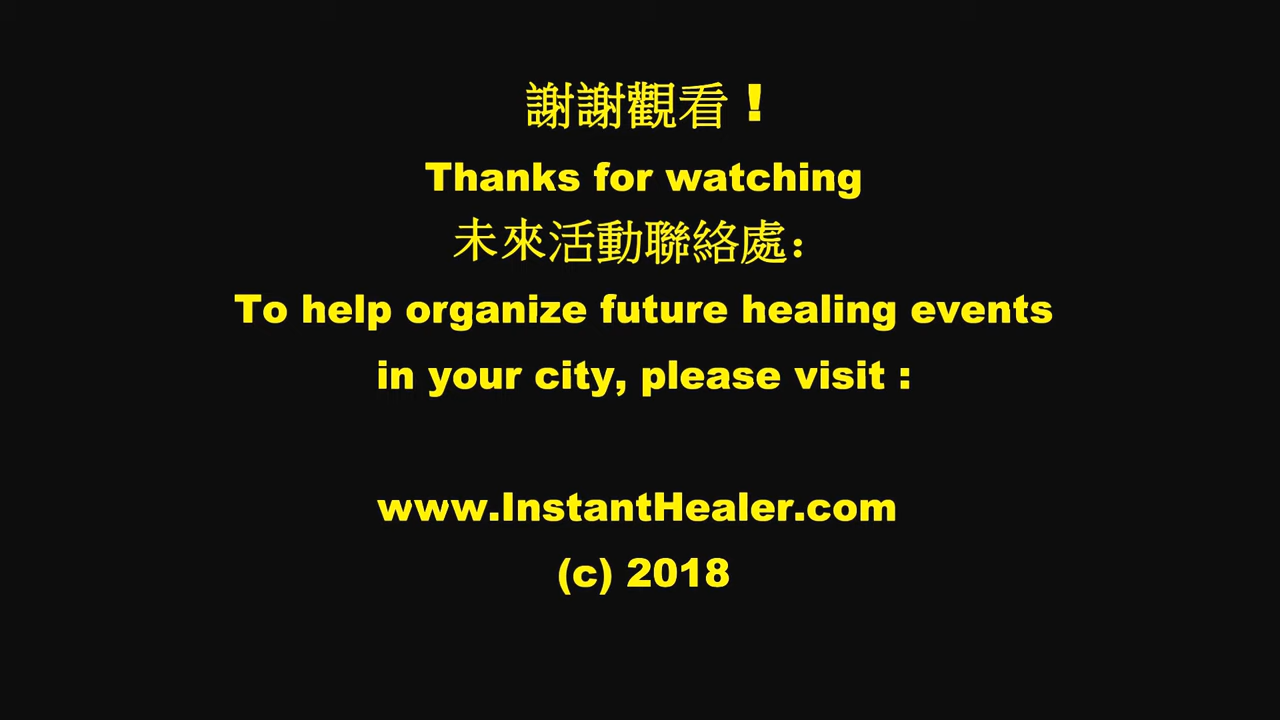 謝謝觀看！
Thanks for watching
未來活動聯絡處：
To help organize future healing events
in your city, please visit :
www.InstantHealer.com
(c) 2018